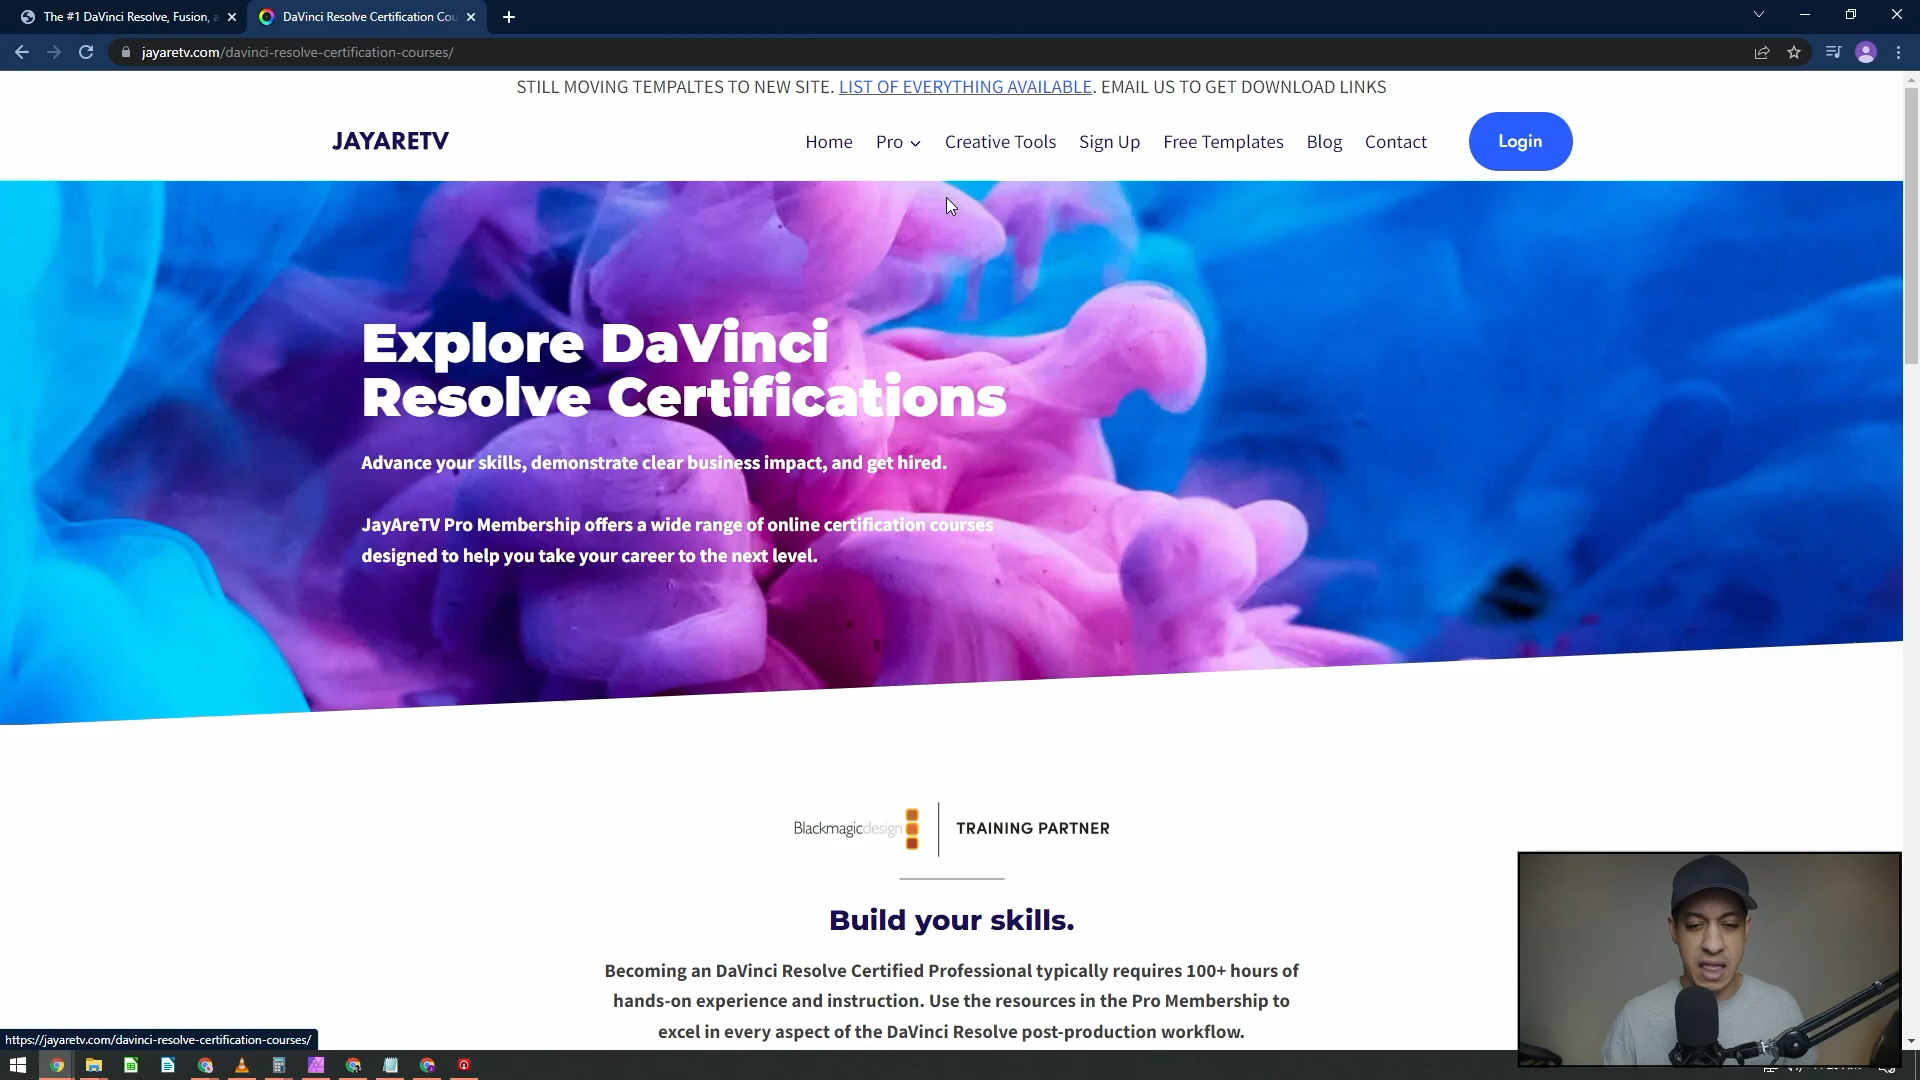 The #1 DaVinci Resolve, Fusion, a
DaVinci Resolve Certification Cou
jayaretv.com/davinci-resolve-certification-courses/
STILL MOVING TEMPALTES TO NEW SITE. LIST OF EVERYTHING AVAILABLE. EMAIL US TO GET DOWNLOAD LINKS
JAYARETV
Home Pro Creative Tools Sign Up Free Templates Blog Contact Login
Explore DaVinci
Resolve Certifications
Advance your skills, demonstrate clear business impact, and get hired.
JayAreTV Pro Membership offers a wide range of online certification courses
designed to help you take your career to the next level.
Blackmagicdesign TRAINING PARTNER
Build your skills.
Becoming an DaVinci Resolve Certified Professional typically requires 100+ hours of
hands-on experience and instruction. Use the resources in the Pro Membership to
excel in every aspect of the DaVinci Resolve post-production workflow.
https://jayaretv.com/davinci-resolve-certification-courses/